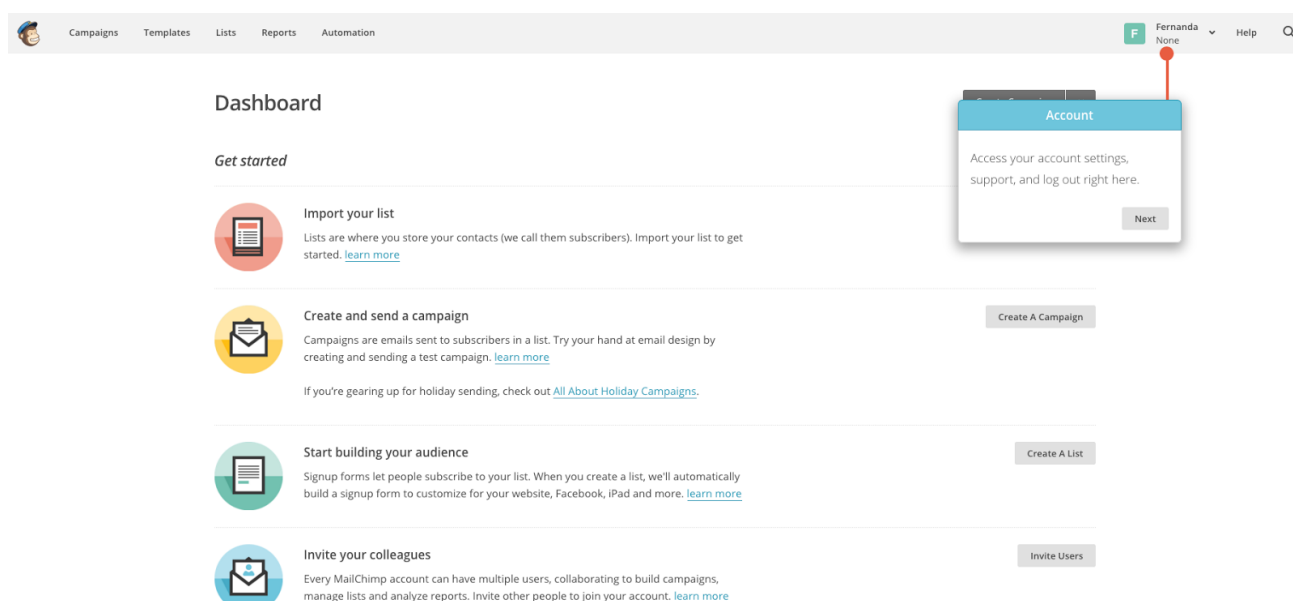 Campaigns Templates Lists Reports Automation
F Fernanda Help
None
Dashboard
Account
Access your account settings,
support, and log out right here.
Next
Get started
Import your list
Lists are where you store your contacts (we call them subscribers). Import your list to get
started. learn more
Create and send a campaign
Create A Campaign
Campaigns are emails sent to subscribers in a list. Try your hand at email design by
creating and sending a test campaign. learn more
If you're gearing up for holiday sending, check out All About Holiday Campaigns.
Start building your audience
Create A List
Signup forms let people subscribe to your list. When you create a list, we'll automatically
build a signup form to customize for your website, Facebook, iPad and more. learn more
Invite your colleagues
Invite Users
Every MailChimp account can have multiple users, collaborating to build campaigns,
manage lists and analyze reports. Invite other people to join your account. learn more